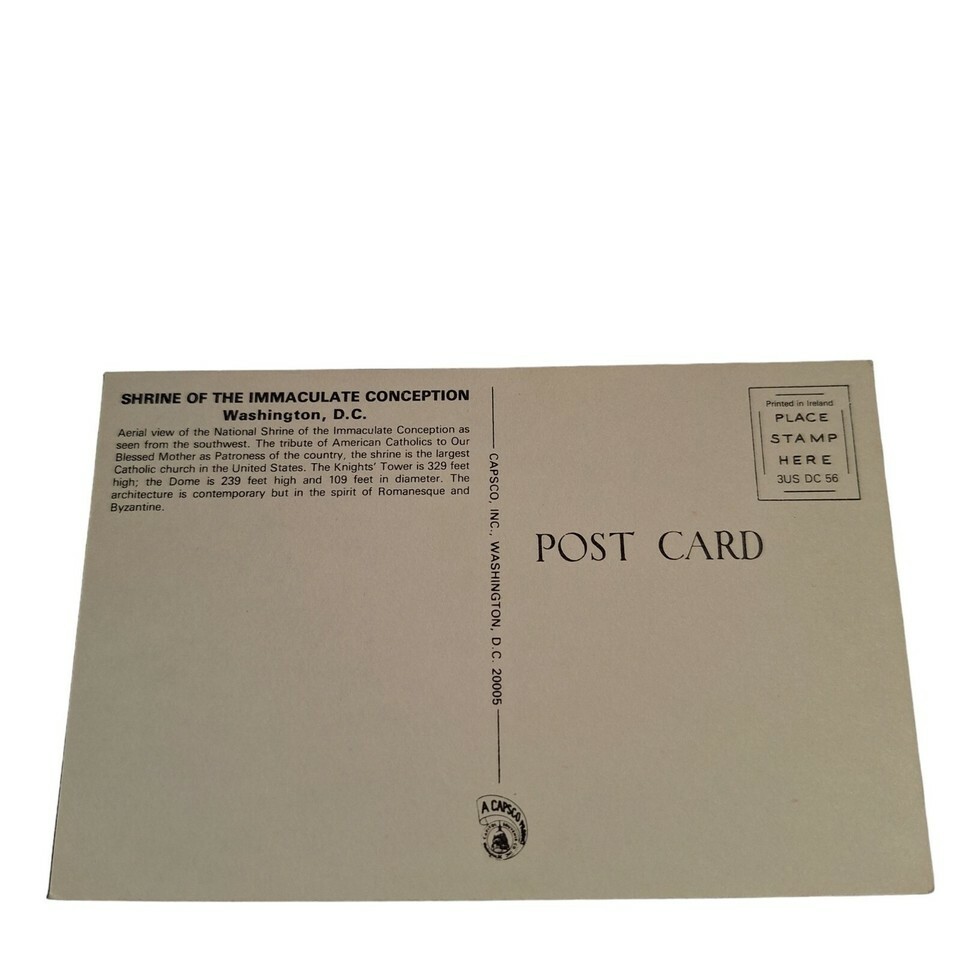 SHRINE OF THE IMMACULATE CONCEPTION
Washington, D.C.
Aerial view of the National Shrine of the Immaculate Conception as
seen from the southwest. The tribute of American Catholics to Our
Blessed Mother as Patroness of the country, the shrine is the largest
Catholic church in the United States. The Knights' Tower is 329 feet
high; the Dome is 239 feet high and 109 feet in diameter. The
architecture is contemporary but in the spirit of Romanesque and
Byzantine.
CAPSCO, INC., WASHINGTON, D.C. 20005
A CAPSCO
Printed in Ireland
PLACE
STAMP
HERE
3US DC 56
POST CARD